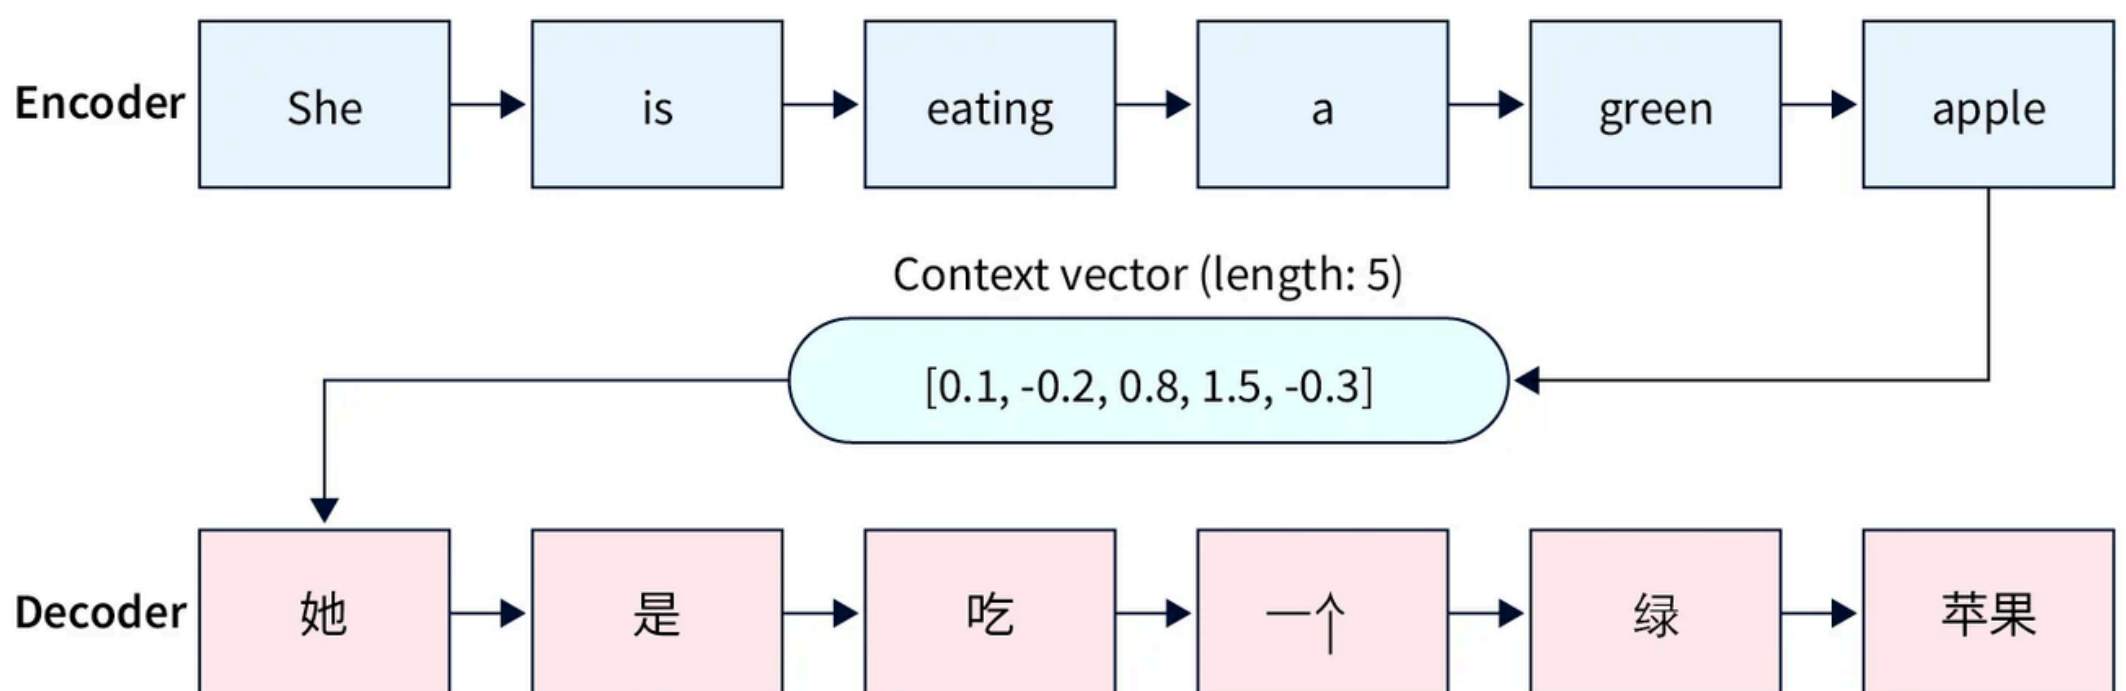 Encoder She is eating a green apple
Context vector (length: 5)
[0.1, -0.2, 0.8, 1.5, -0.3]
Decoder 她 是 吃 一个 绿 苹果